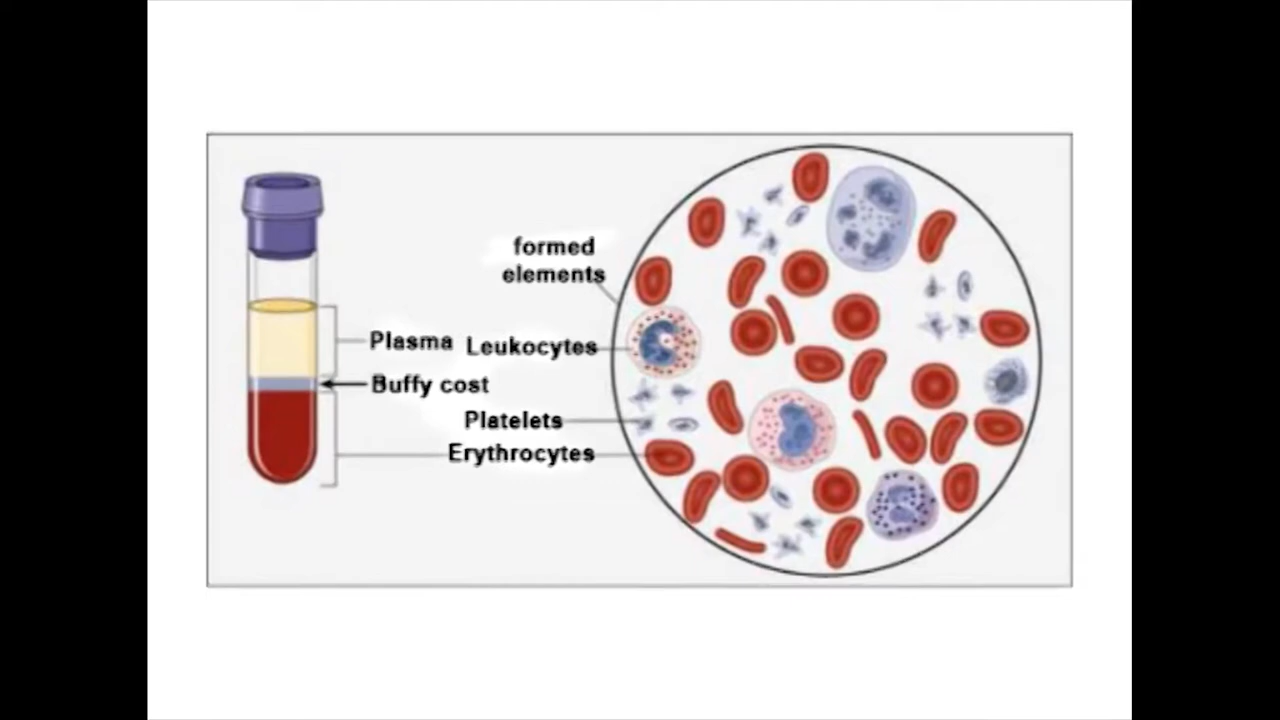 formed
elements
Plasma
Leukocytes
Buffy cost
Platelets
Erythrocytes